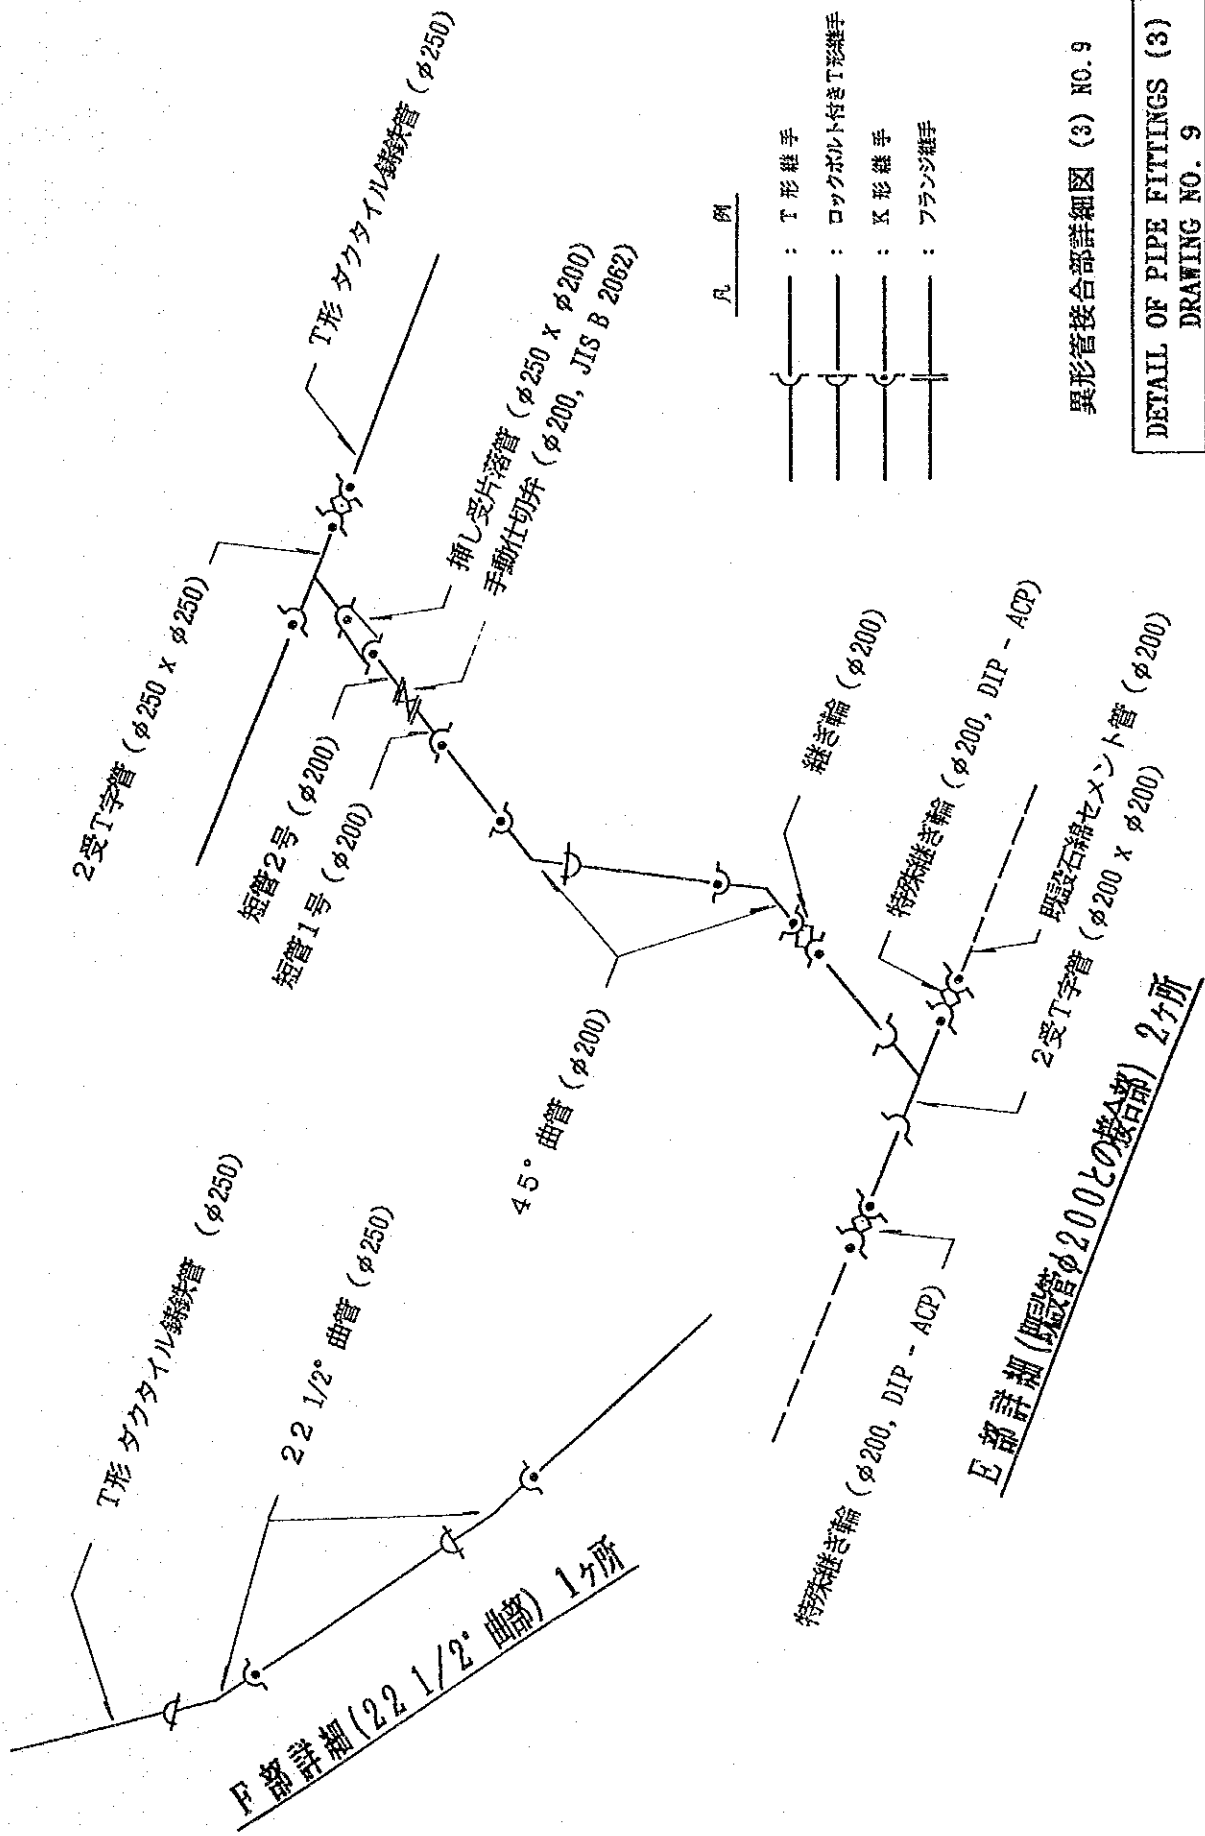 T形 ダクタイル鋳鉄管 (φ250)
22 1/2° 曲管 (φ250)
F 部 詳 細 (22 1/2° 曲部) 1ヶ所
2受T字管 (φ250 x φ250)
T形 ダクタイル鋳鉄管 (φ250)
挿し受片落管 (φ250 x φ200)
手動仕切弁 (φ200, JIS B 2062)
短管2号 (φ200)
短管1号 (φ200)
45° 曲管 (φ200)
継ぎ輪 (φ200)
特殊継ぎ輪 (φ200, DIP - ACP)
既設石綿セメント管 (φ200)
2受T字管 (φ200 x φ200)
特殊継ぎ輪 (φ200, DIP - ACP)
E 部 詳 細 (既設管φ200との接合部) 2ヶ所
凡 例
: T 形 継 手
: ロックボルト付きT形継手
: K 形 継 手
: フランジ継手
異形管接合部詳細図 (3) NO.9
DETAIL OF PIPE FITTINGS (3)
DRAWING NO. 9